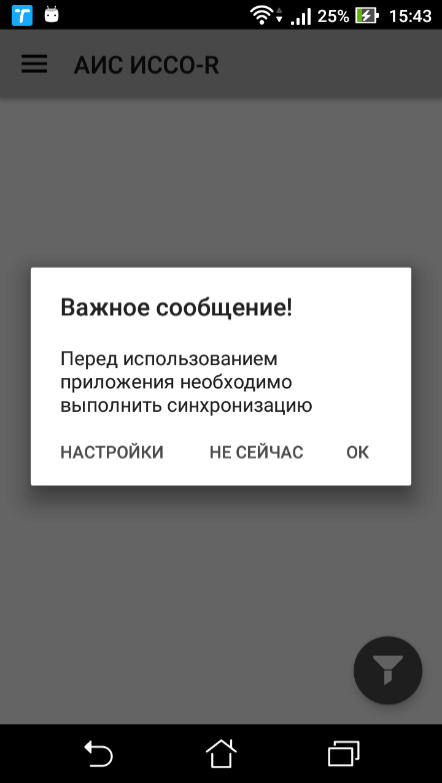 25% 15:43
АИС ИССО-R
Важное сообщение!
Перед использованием
приложения необходимо
выполнить синхронизацию
НАСТРОЙКИ НЕ СЕЙЧАС ОК